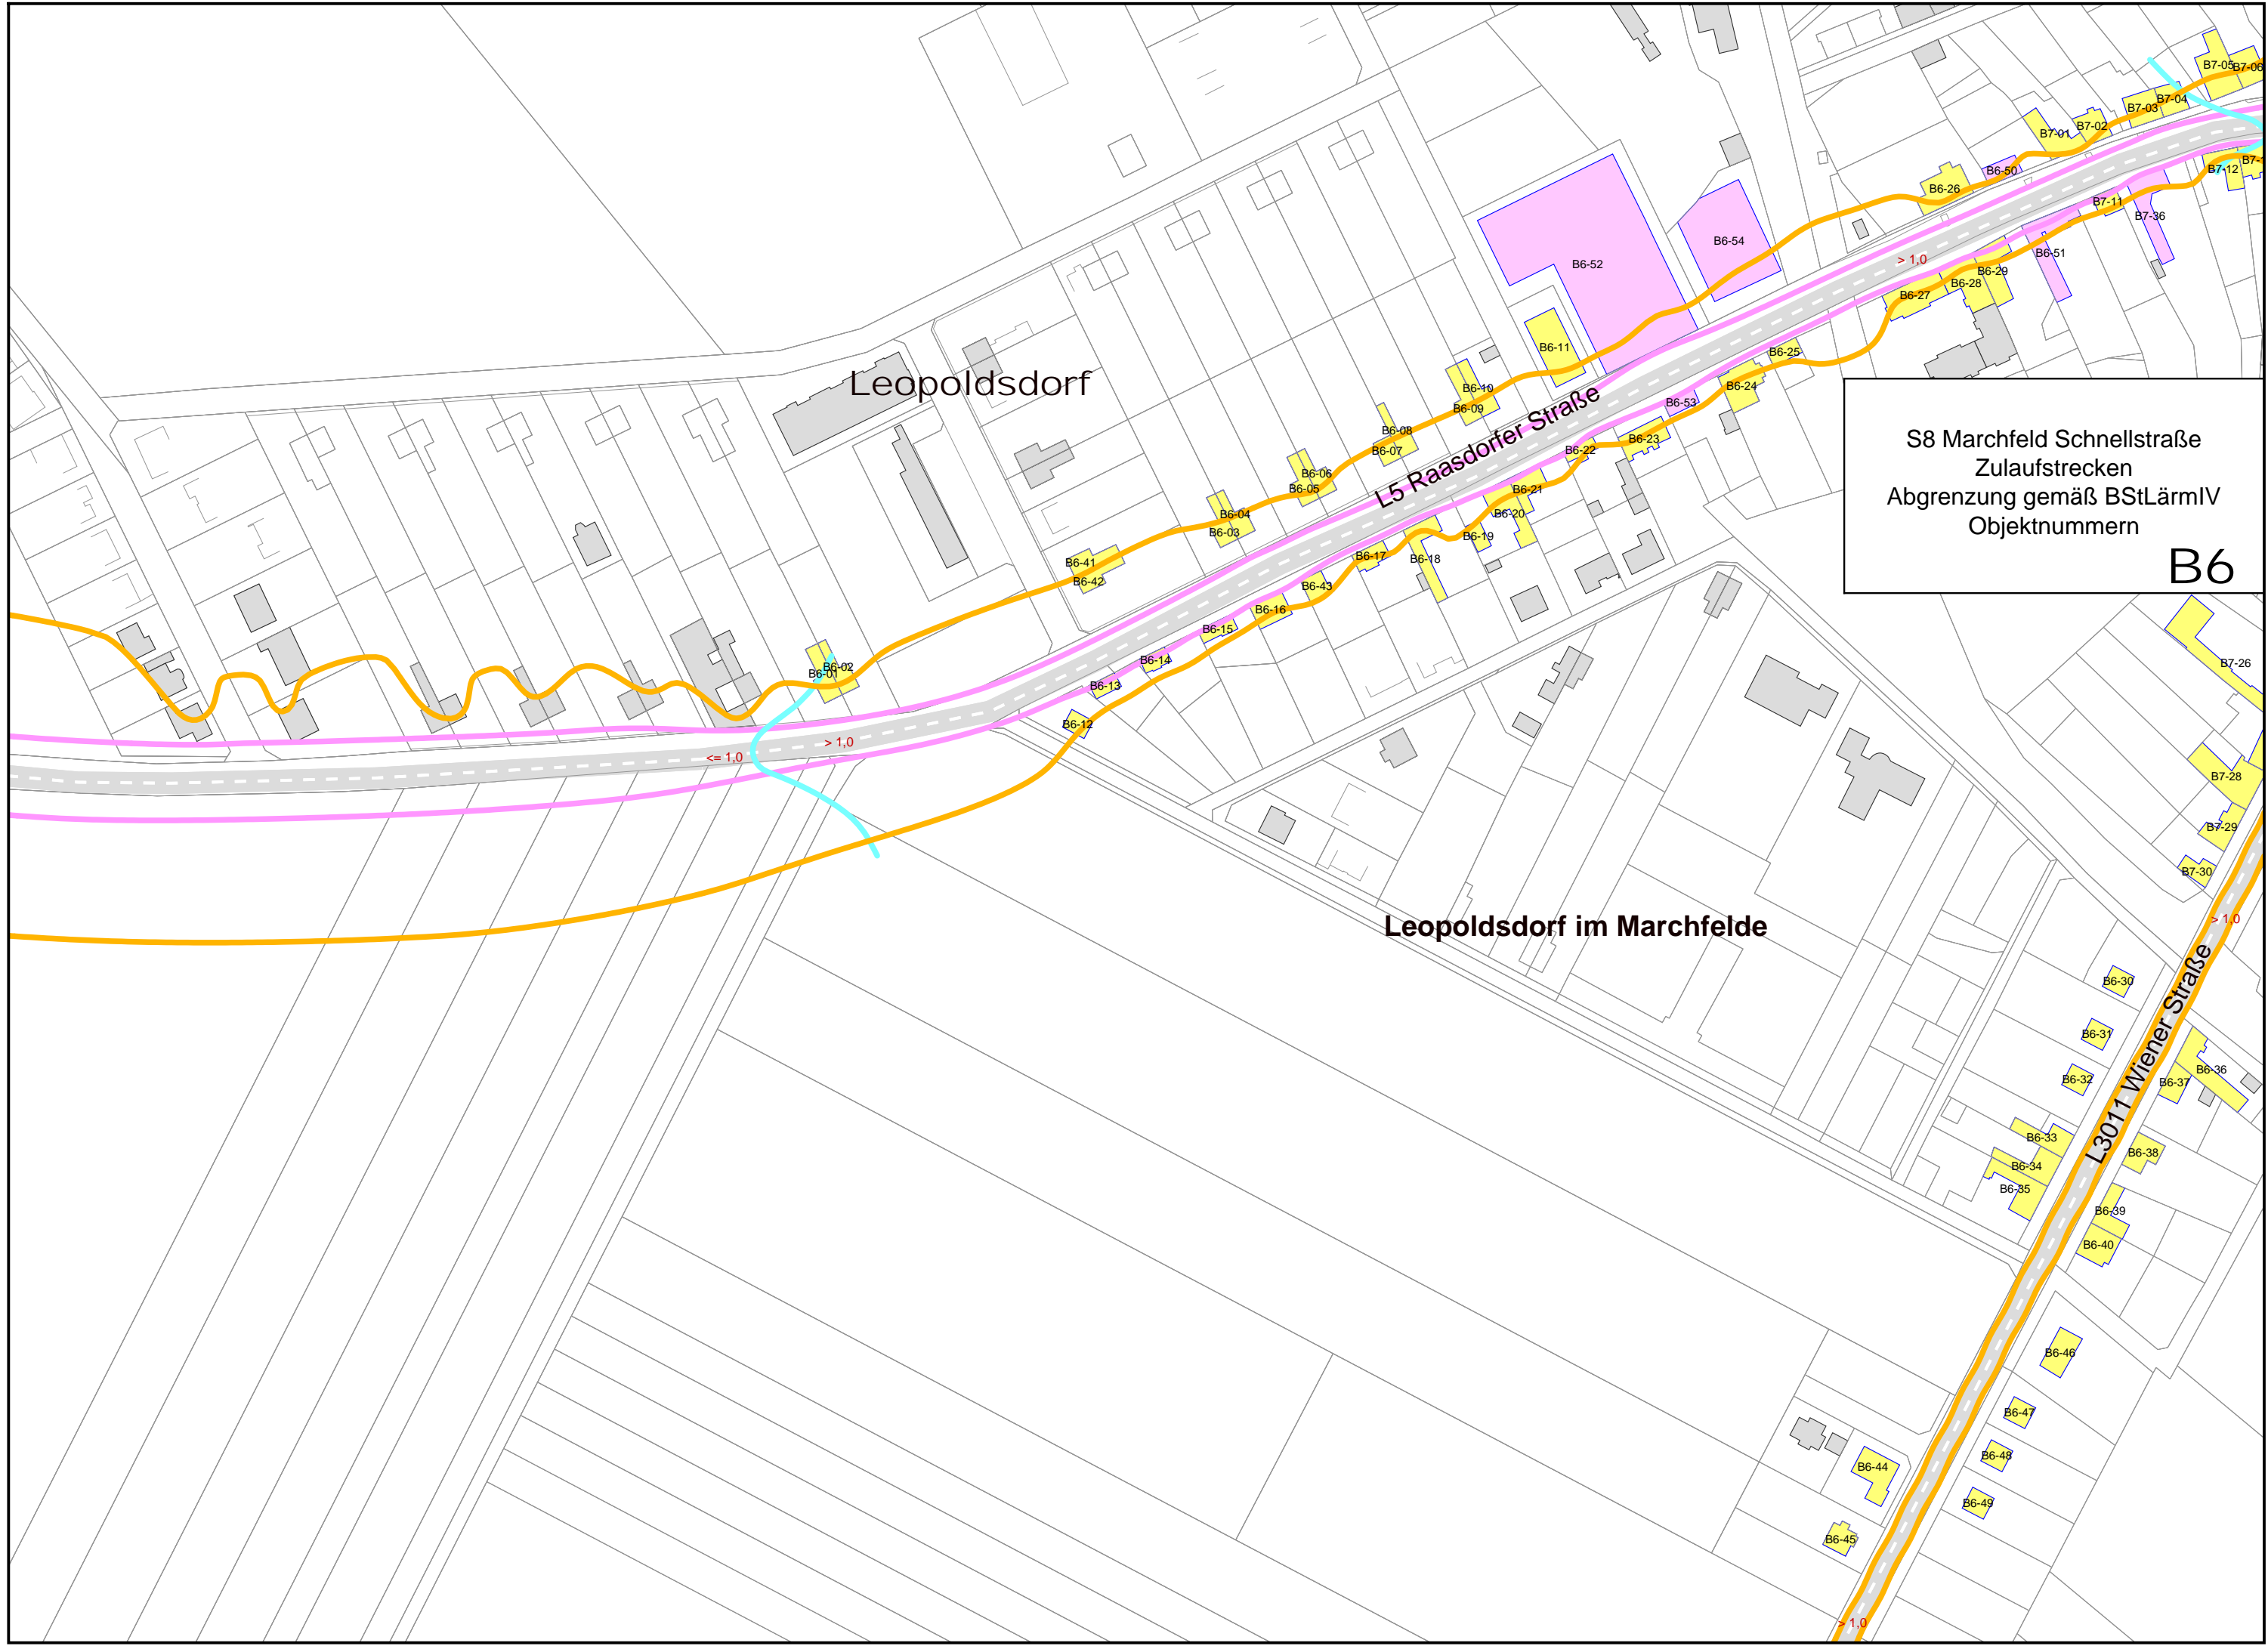 B7-05
B7-06
B7-04
B7-03
B7-02
B7-01
B7-12
B6-50
B6-26
B7-11
B7-36
B6-54
B6-51
> 1,0
B6-52
B6-29
B6-28
B6-27
B6-11
B6-25
Leopoldsdorf
B6-24
B6-10
B6-09
B6-53
L5 Raasdorfer Straße
B6-08
B6-07
B6-23
B6-22
S8 Marchfeld Schnellstraße
Zulaufstrecken
Abgrenzung gemäß BStLärmIV
Objektnummern
B6
B6-06
B6-05
B6-21
B6-20
B6-04
B6-03
B6-19
B6-18
B6-17
B6-41
B6-42
B6-43
B6-16
B6-15
B6-14
B6-02
B6-01
B6-13
B6-12
> 1,0
<= 1,0
B7-26
B7-28
B7-29
B7-30
> 1,0
Leopoldsdorf im Marchfelde
L3011 Wiener Straße
B6-30
B6-31
B6-32
B6-36
B6-37
B6-33
B6-34
B6-35
B6-38
B6-39
B6-40
B6-46
B6-47
B6-48
B6-44
B6-49
B6-45
> 1,0